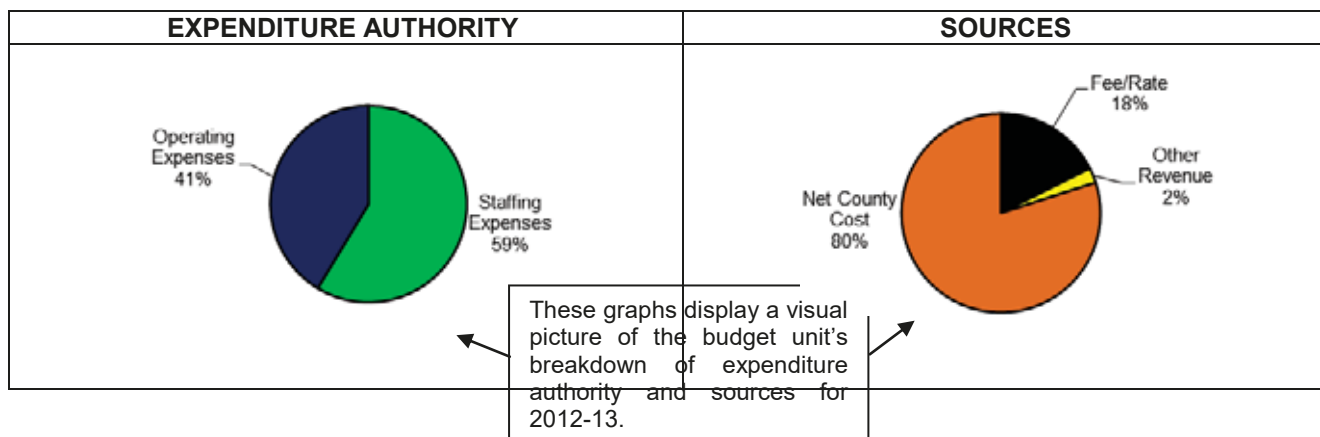 EXPENDITURE AUTHORITY
SOURCES
Operating
Expenses
41%
Staffing
Expenses
59%
Fee/Rate
18%
Other
Revenue
2%
Net County
Cost
80%
These graphs display a visual
picture of the budget unit's
breakdown of expenditure
authority and sources for
2012-13.